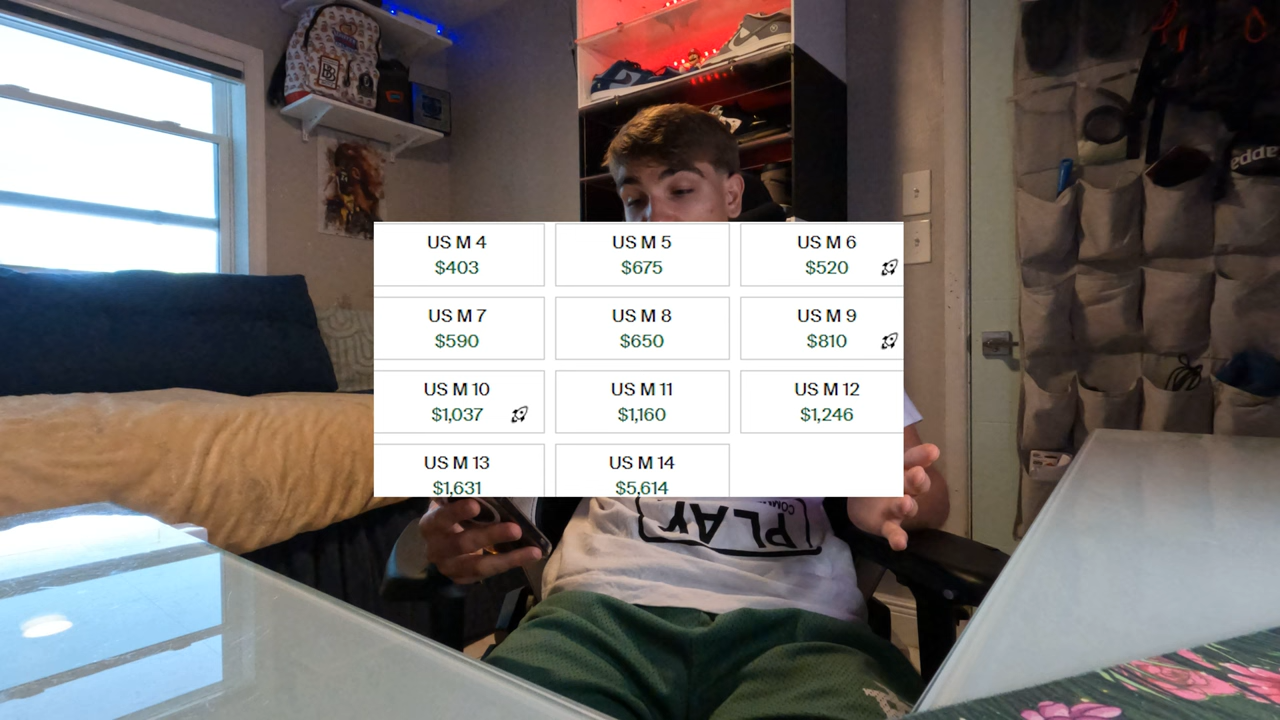 US M 4
$403
US M 5
$675
US M 6
$520
US M 7
$590
US M 8
$650
US M 9
$810
US M 10
$1,037
US M 11
$1,160
US M 12
$1,246
US M 13
$1,631
US M 14
$5,614
PLAY